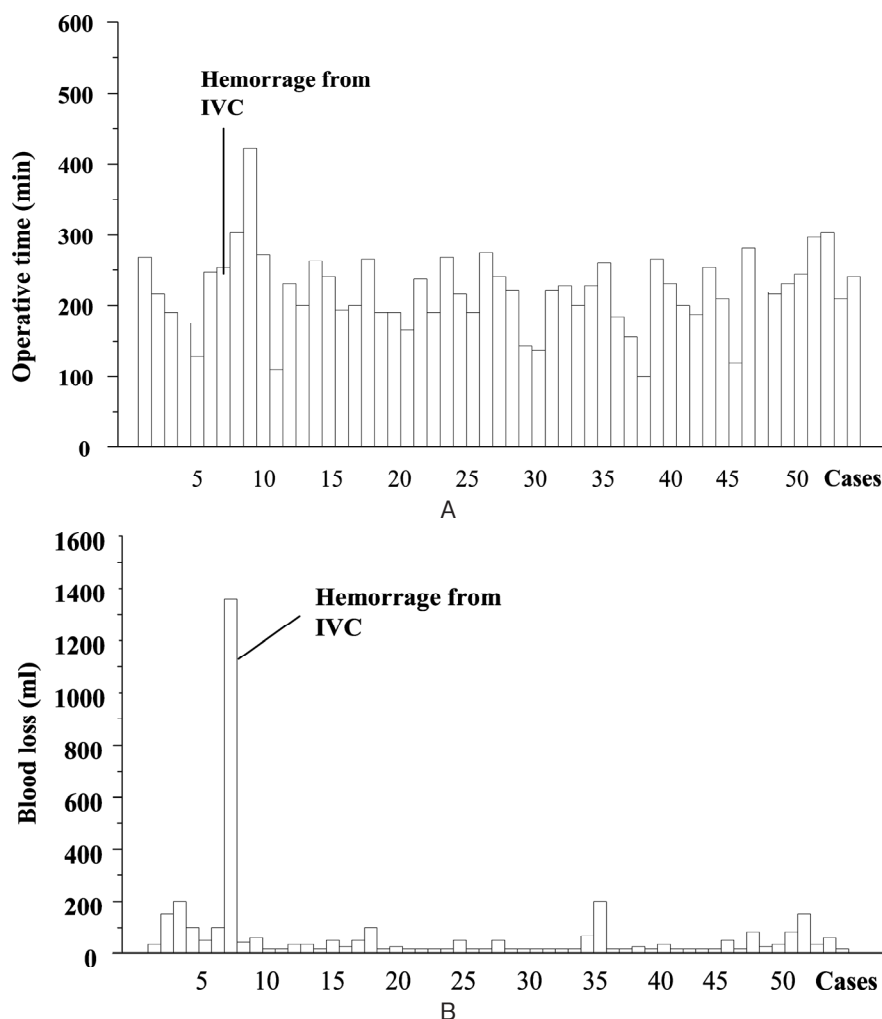 600
500
400
300
200
100
0
Operative time (min)
Hemorrage from
IVC
5 10 15 20 25 30 35 40 45 50 Cases
A
1600
1400
1200
1000
800
600
400
200
0
Blood loss (ml)
Hemorrage from
IVC
5 10 15 20 25 30 35 40 45 50 Cases
B